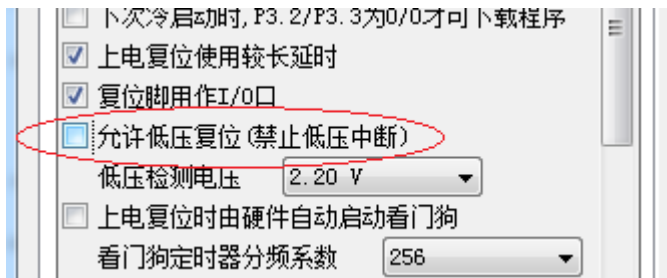 下次冷启动时,P3.2/P3.3为0/0才可下载程序
上电复位使用较长延时
复位脚用作I/O口
允许低压复位(禁止低压中断)
低压检测电压 2.20 V
上电复位时由硬件自动启动看门狗
看门狗定时器分频系数 256